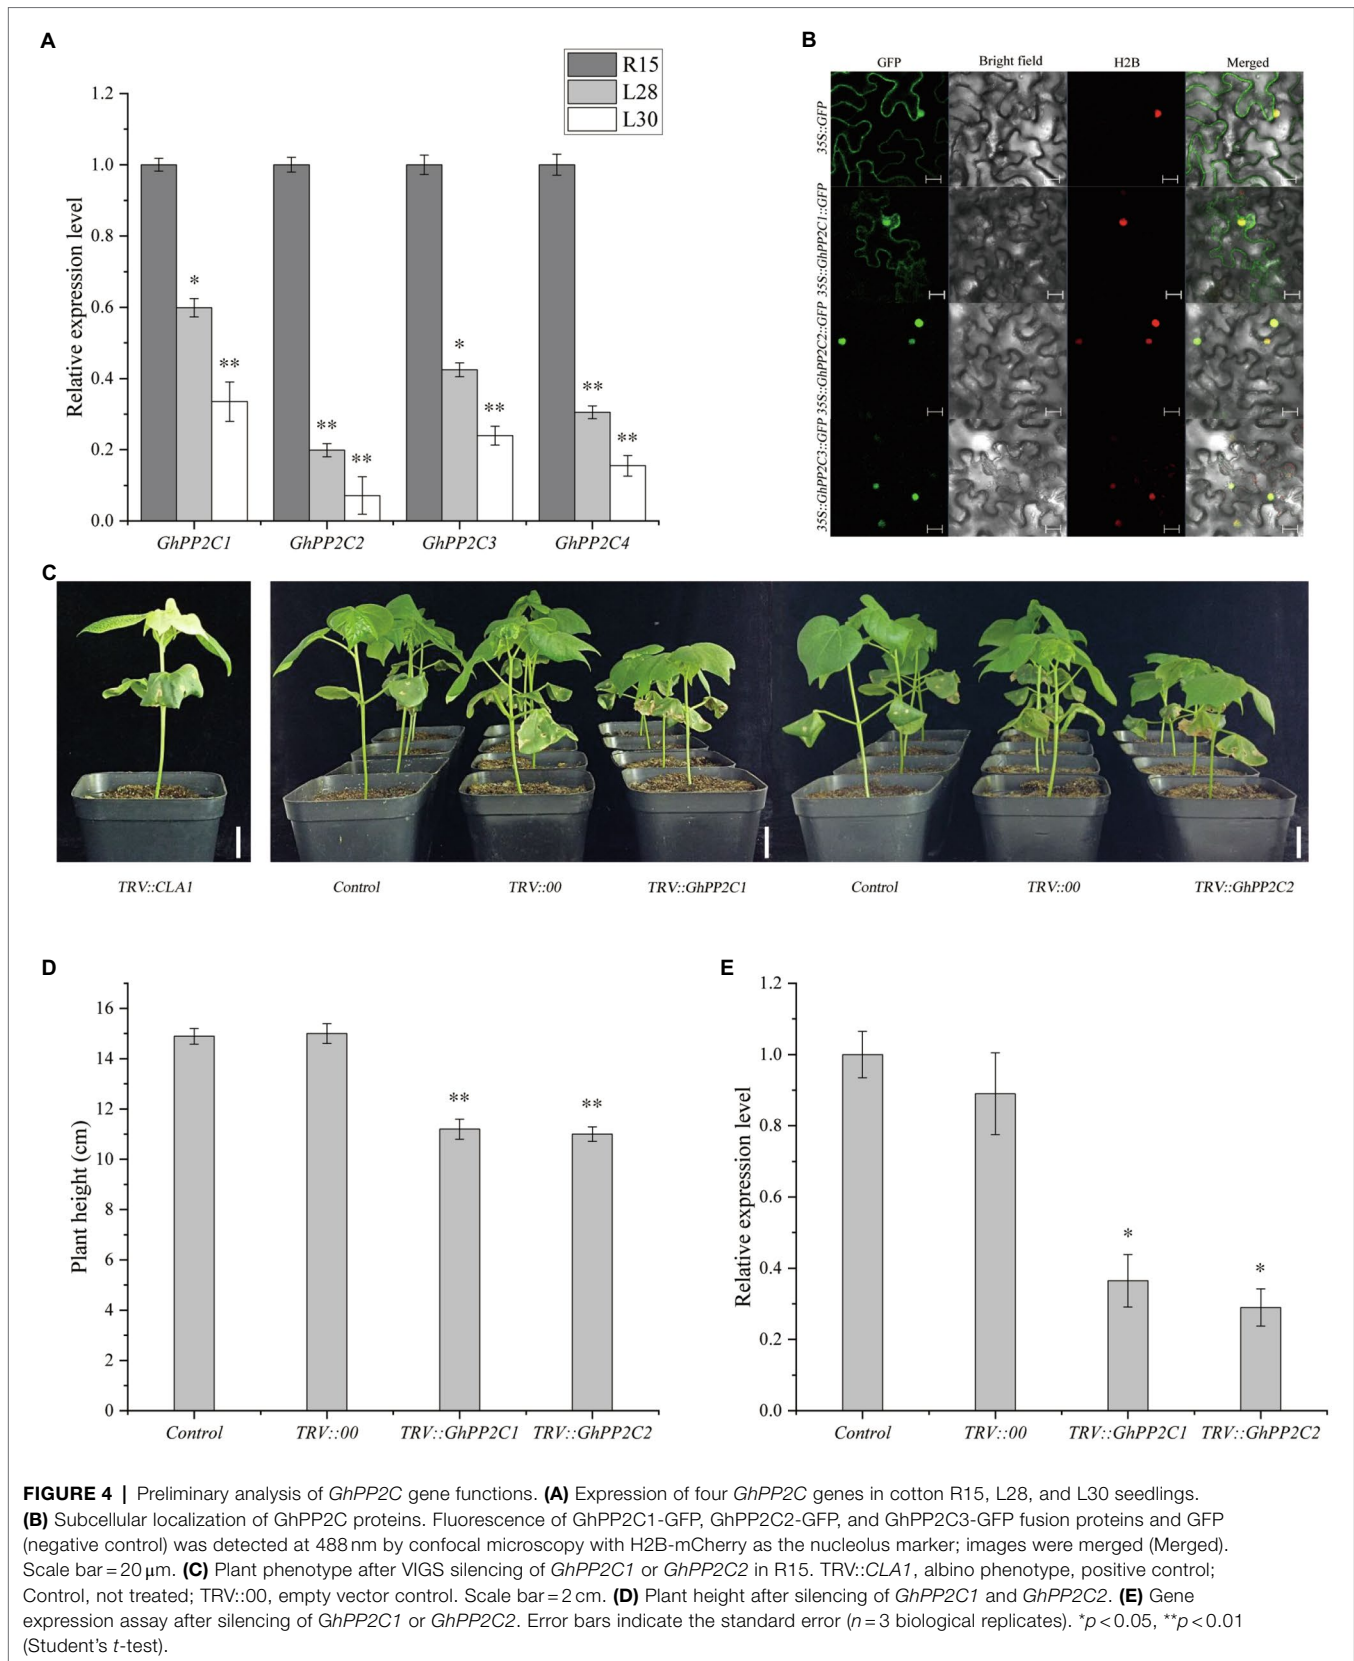 A
R15
L28
L30
Relative expression level
1.2
1.0
0.8
0.6
0.4
0.2
0.0
*
**
**
**
*
**
**
**
GhPP2C1
GhPP2C2
GhPP2C3
GhPP2C4
B
GFP
Bright field
H2B
Merged
35S::GFP
35S::GhPP2C1::GFP
35S::GhPP2C2::GFP
35S::GhPP2C3::GFP
C
TRV::CLA1
Control
TRV::00
TRV::GhPP2C1
Control
TRV::00
TRV::GhPP2C2
D
Plant height (cm)
16
14
12
10
8
6
4
2
0
**
**
Control
TRV::00
TRV::GhPP2C1
TRV::GhPP2C2
E
Relative expression level
1.2
1.0
0.8
0.6
0.4
0.2
0.0
*
*
Control
TRV::00
TRV::GhPP2C1
TRV::GhPP2C2
FIGURE 4 | Preliminary analysis of GhPP2C gene functions. (A) Expression of four GhPP2C genes in cotton R15, L28, and L30 seedlings.
(B) Subcellular localization of GhPP2C proteins. Fluorescence of GhPP2C1-GFP, GhPP2C2-GFP, and GhPP2C3-GFP fusion proteins and GFP
(negative control) was detected at 488 nm by confocal microscopy with H2B-mCherry as the nucleolus marker; images were merged (Merged).
Scale bar = 20 μm. (C) Plant phenotype after VIGS silencing of GhPP2C1 or GhPP2C2 in R15. TRV::CLA1, albino phenotype, positive control;
Control, not treated; TRV::00, empty vector control. Scale bar = 2 cm. (D) Plant height after silencing of GhPP2C1 and GhPP2C2. (E) Gene
expression assay after silencing of GhPP2C1 or GhPP2C2. Error bars indicate the standard error (n = 3 biological replicates). *p < 0.05, **p < 0.01
(Student's t-test).